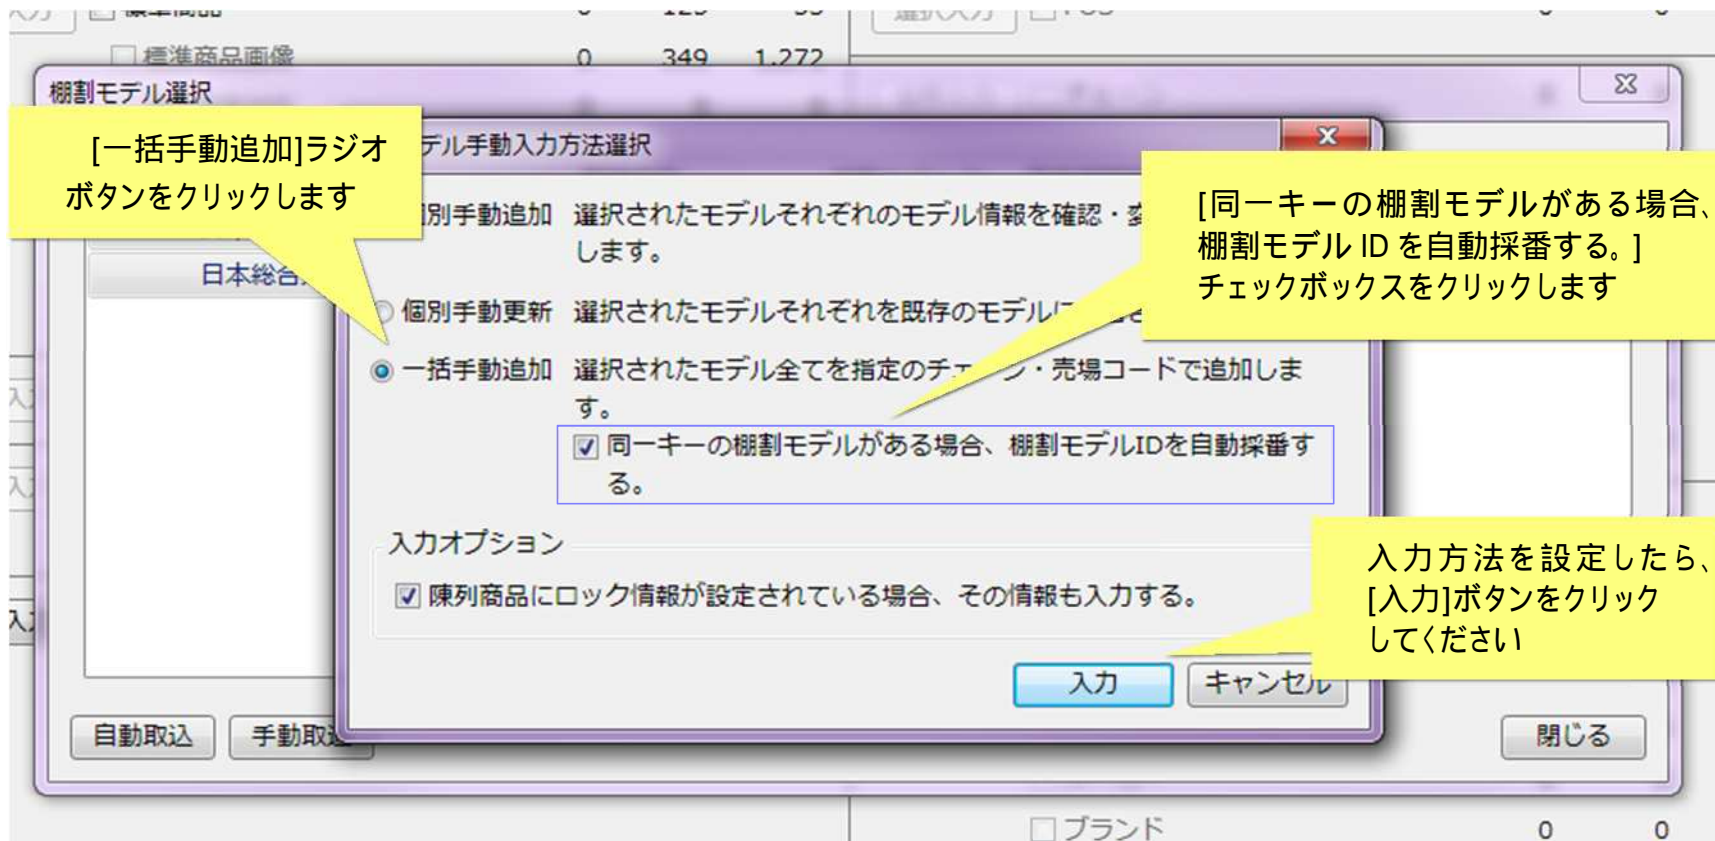 標準商品画像 0 349 1,272
棚割モデル選択
[一括手動追加]ラジオ
ボタンをクリックします
デル手動入力方法選択
[同一キーの棚割モデルがある場合、
棚割モデル ID を自動採番する。]
チェックボックスをクリックします
別手動追加 選択されたモデルそれぞれのモデル情報を確認・変
します。
日本総合
個別手動更新 選択されたモデルそれぞれを既存のモデルに
一括手動追加 選択されたモデル全てを指定のチェーン・売場コードで追加しま
す。
同一キーの棚割モデルがある場合、棚割モデルIDを自動採番す
る。
入力オプション
陳列商品にロック情報が設定されている場合、その情報も入力する。
入力方法を設定したら、
[入力]ボタンをクリック
してください
入力 キャンセル
自動取込 手動取込 閉じる
ブランド 0 0